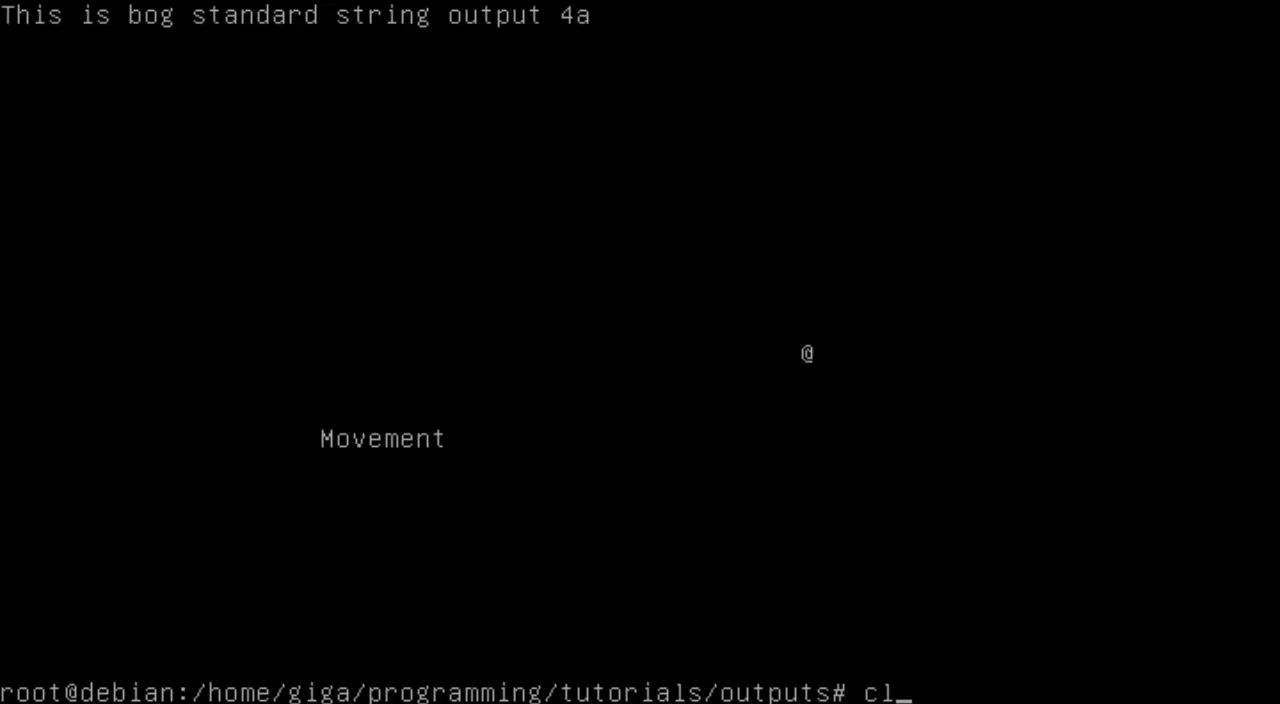 This is bog standard string output 4a
@
Movement
root@debian:/home/giga/programming/tutorials/outputs# cl_